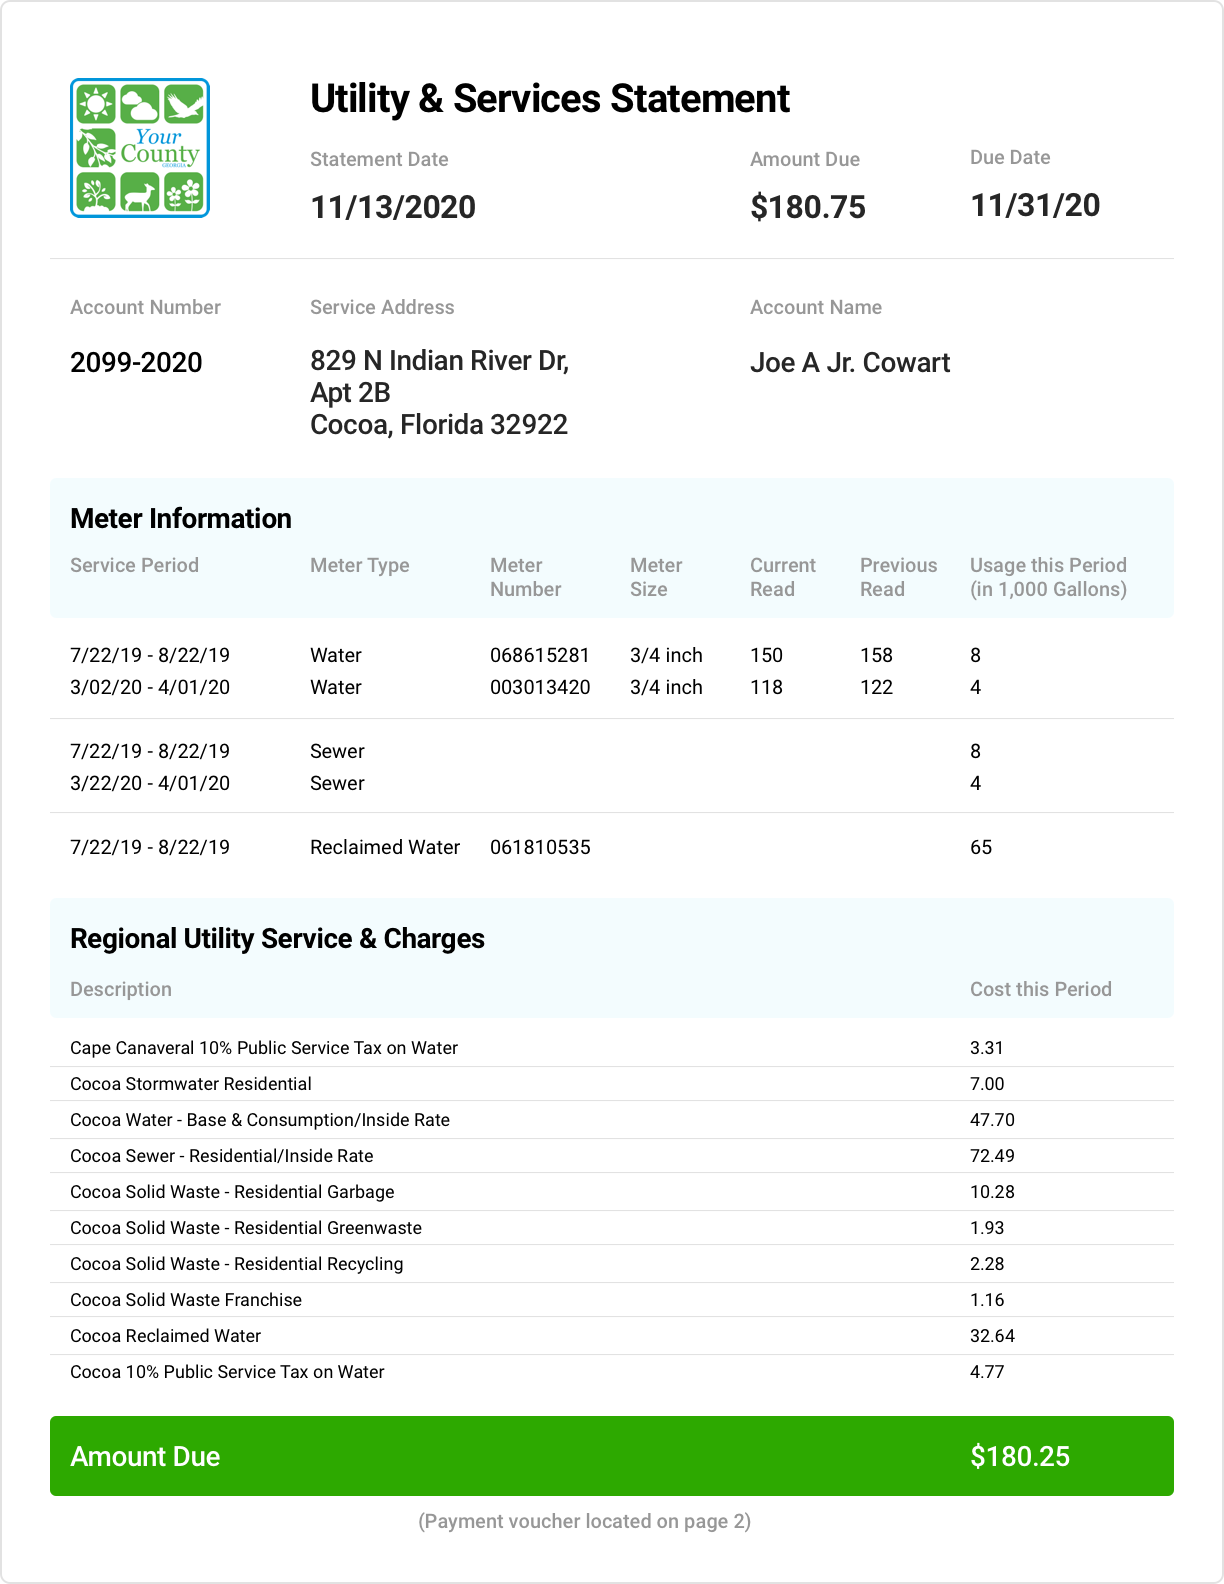 Your
County
GEORGIA
Utility & Services Statement
Statement Date Amount Due Due Date
11/13/2020 $180.75 11/31/20
Account Number Service Address Account Name
2099-2020 829 N Indian River Dr, Joe A Jr. Cowart
Apt 2B
Cocoa, Florida 32922
Meter Information
Service Period Meter Type Meter Meter Current Previous Usage this Period
Number Size Read Read (in 1,000 Gallons)
7/22/19 - 8/22/19 Water 068615281 3/4 inch 150 158 8
3/02/20 - 4/01/20 Water 003013420 3/4 inch 118 122 4
7/22/19 - 8/22/19 Sewer 8
3/22/20 - 4/01/20 Sewer 4
7/22/19 - 8/22/19 Reclaimed Water 061810535 65
Regional Utility Service & Charges
Description Cost this Period
Cape Canaveral 10% Public Service Tax on Water 3.31
Cocoa Stormwater Residential 7.00
Cocoa Water - Base & Consumption/Inside Rate 47.70
Cocoa Sewer - Residential/Inside Rate 72.49
Cocoa Solid Waste - Residential Garbage 10.28
Cocoa Solid Waste - Residential Greenwaste 1.93
Cocoa Solid Waste - Residential Recycling 2.28
Cocoa Solid Waste Franchise 1.16
Cocoa Reclaimed Water 32.64
Cocoa 10% Public Service Tax on Water 4.77
Amount Due $180.25
(Payment voucher located on page 2)